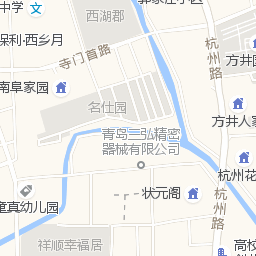 西湖郡
中学
保利·西乡月
寺门首路
杭州路
方井园
南阜家园
名仕园
青岛三弘精密
器械有限公司
方井人家
杭州花
状元阁
童真幼儿园
杭州路
祥顺幸福居
高校